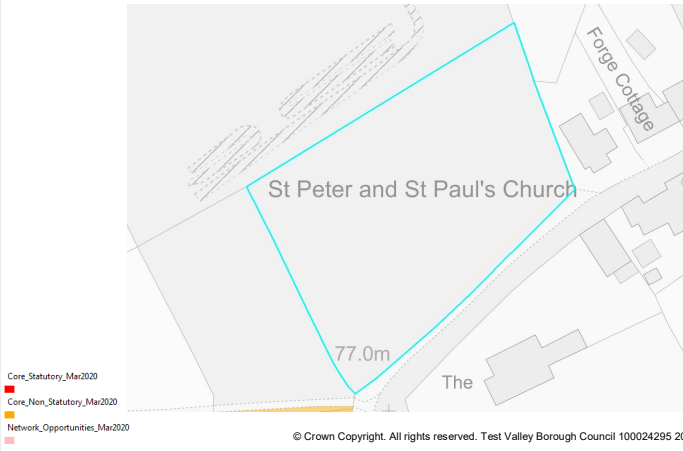 Forge Cottage
St Peter and St Paul's Church
77.0m
The
Core_Statutory_Mar2020
Core_Non_Statutory_Mar2020
Network_Opportunities_Mar2020
© Crown Copyright. All rights reserved. Test Valley Borough Council 100024295 20